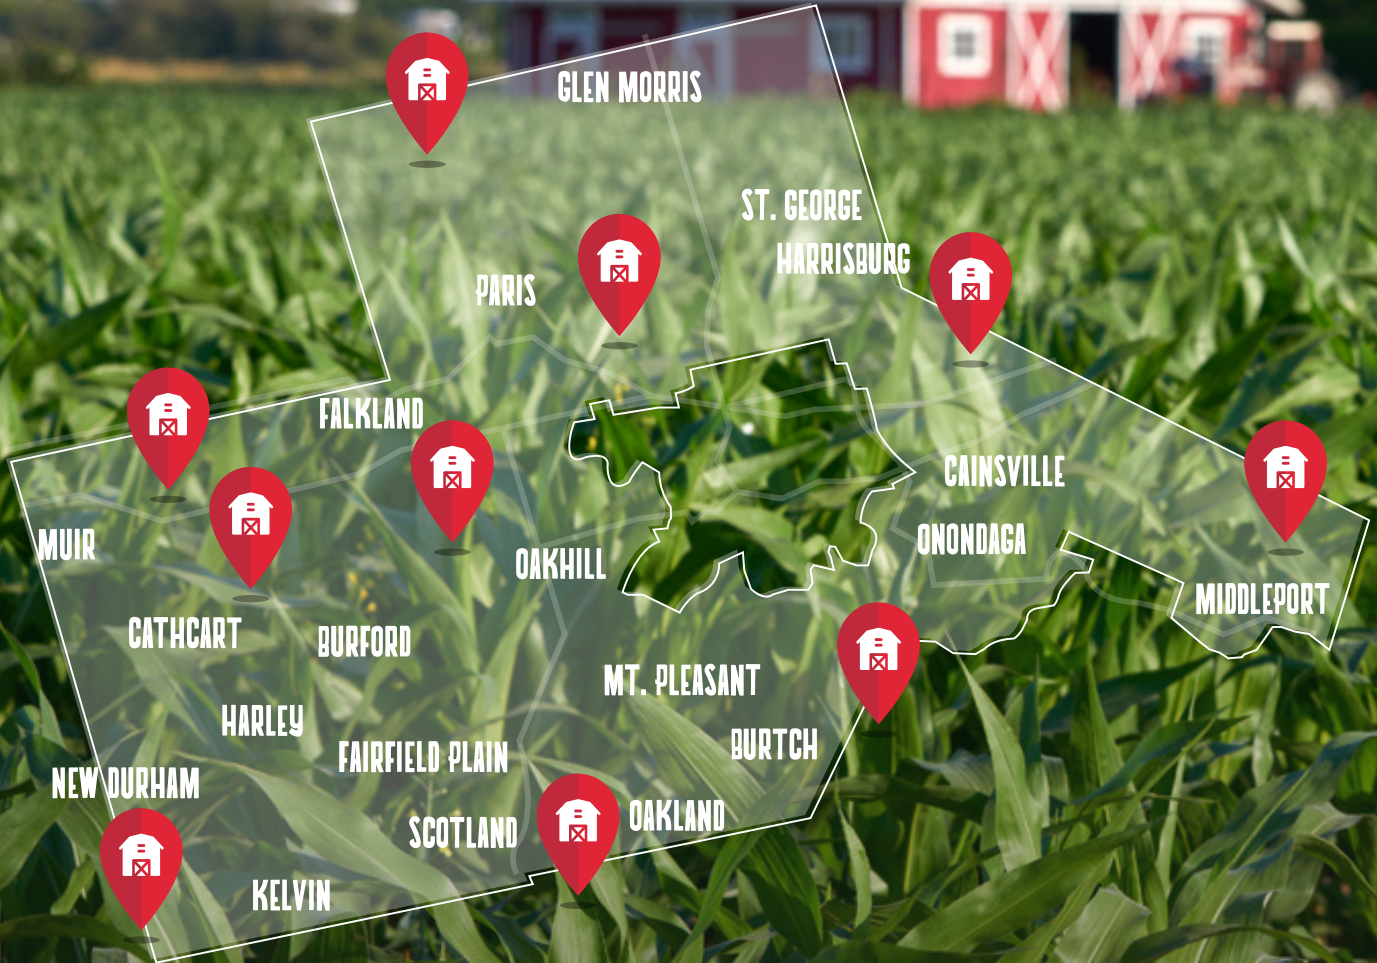 GLEN MORRIS
ST. GEORGE
HARRISBURG
PARIS
FALKLAND
CAINSVILLE
ONONDAGA
MUIR
OAKHILL
MIDDLEPORT
CATHCART
BURFORD
MT. PLEASANT
HARLEY
BURTCH
FAIRFIELD PLAIN
NEW DURHAM
OAKLAND
SCOTLAND
KELVIN